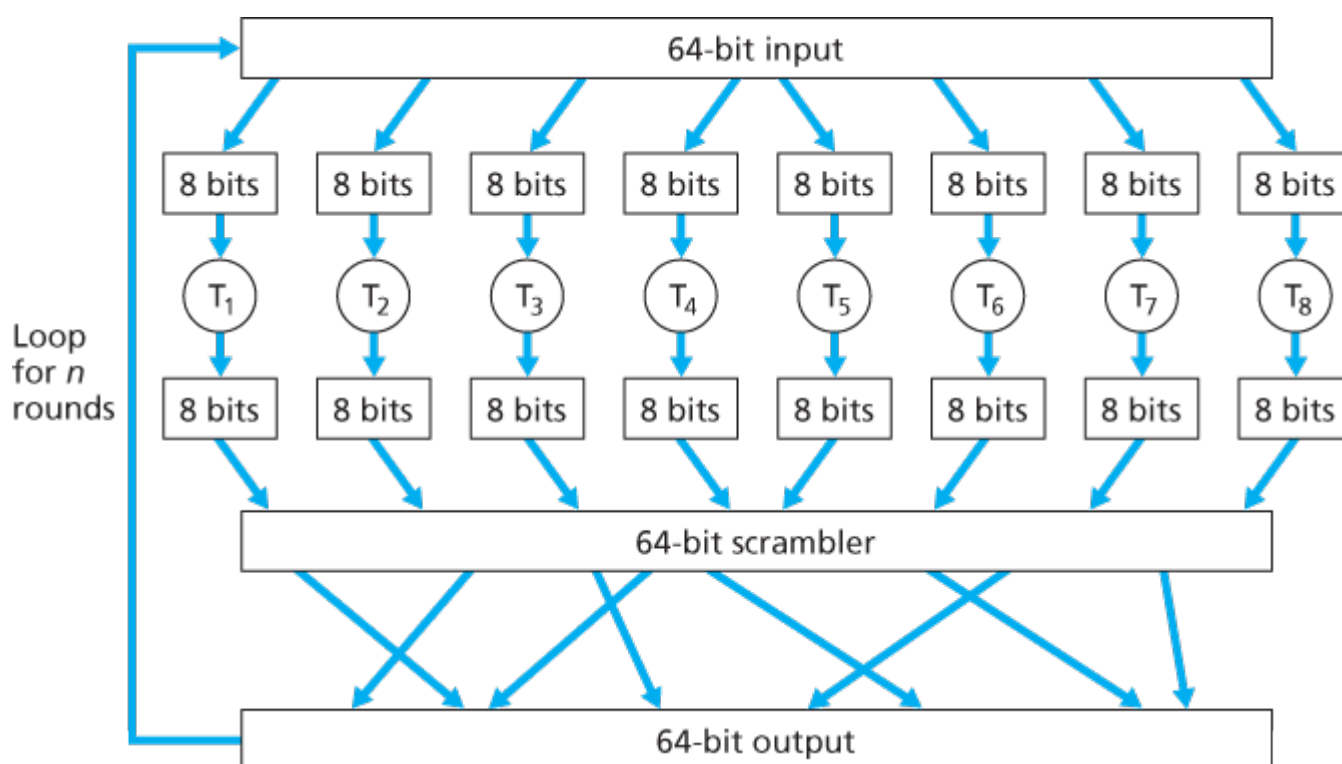 64-bit input
8 bits 8 bits 8 bits 8 bits 8 bits 8 bits 8 bits 8 bits
T1 T2 T3 T4 T5 T6 T7 T8
Loop
for n
rounds
8 bits 8 bits 8 bits 8 bits 8 bits 8 bits 8 bits 8 bits
64-bit scrambler
64-bit output